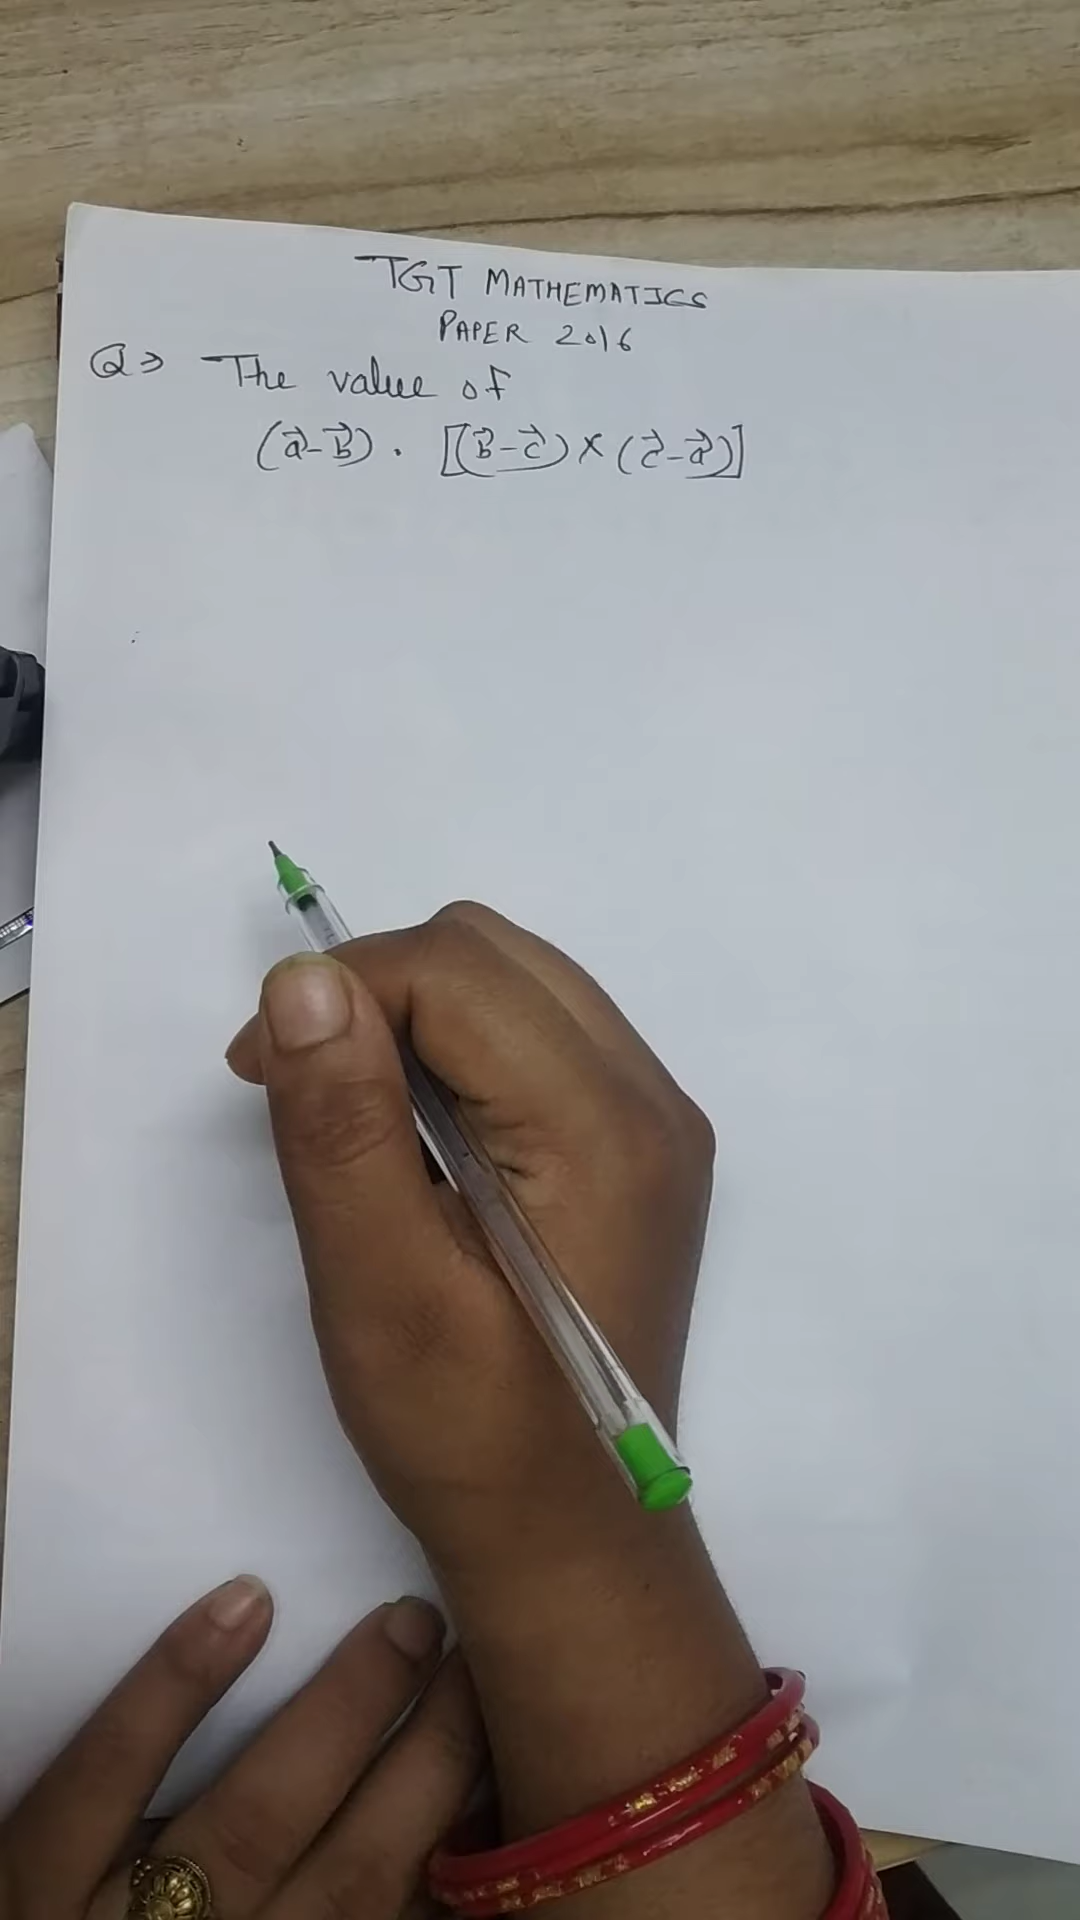 TGT MATHEMATICS
PAPER 2016
Q⇒ The value of
(a⃗-b⃗) . [(b⃗-c⃗)×(c⃗-a⃗)]